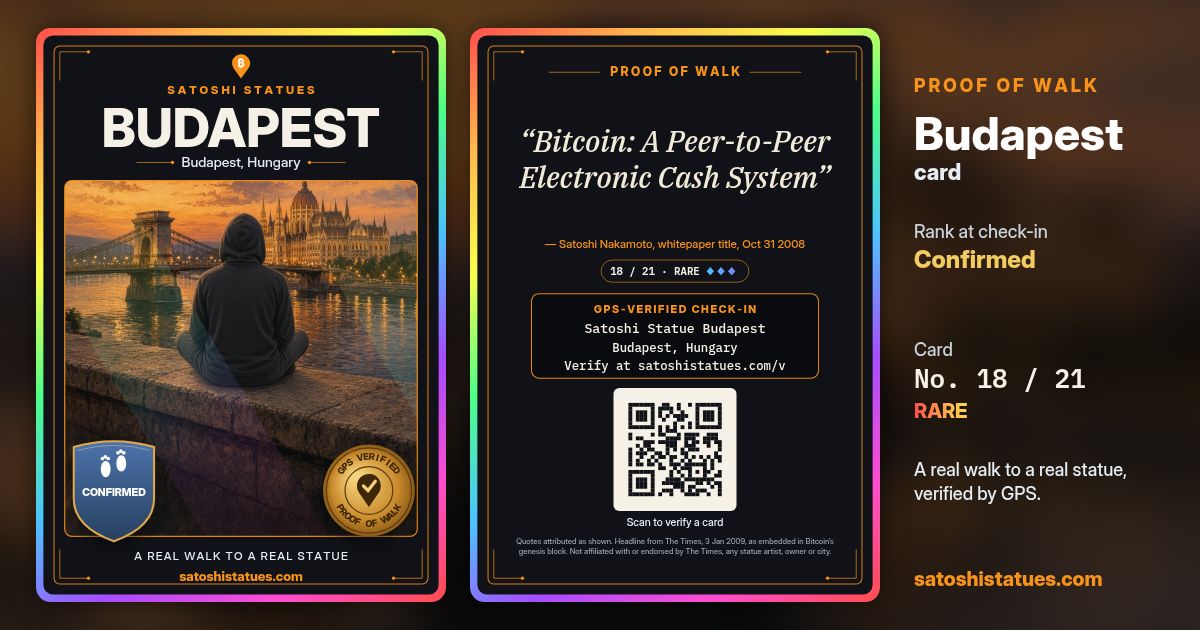 SATOSHI STATUES
BUDAPEST
Budapest, Hungary
CONFIRMED
GPS VERIFIED
PROOF OF WALK
A REAL WALK TO A REAL STATUE
satoshistatues.com
PROOF OF WALK
“Bitcoin: A Peer-to-Peer
Electronic Cash System”
— Satoshi Nakamoto, whitepaper title, Oct 31 2008
18 / 21 · RARE
GPS-VERIFIED CHECK-IN
Satoshi Statue Budapest
Budapest, Hungary
Verify at satoshistatues.com/v
Scan to verify a card
Quotes attributed as shown. Headline from The Times, 3 Jan 2009, as embedded in Bitcoin's
genesis block. Not affiliated with or endorsed by The Times, any statue artist, owner or city.
PROOF OF WALK
Budapest
card
Rank at check-in
Confirmed
Card
No. 18 / 21
RARE
A real walk to a real statue,
verified by GPS.
satoshistatues.com